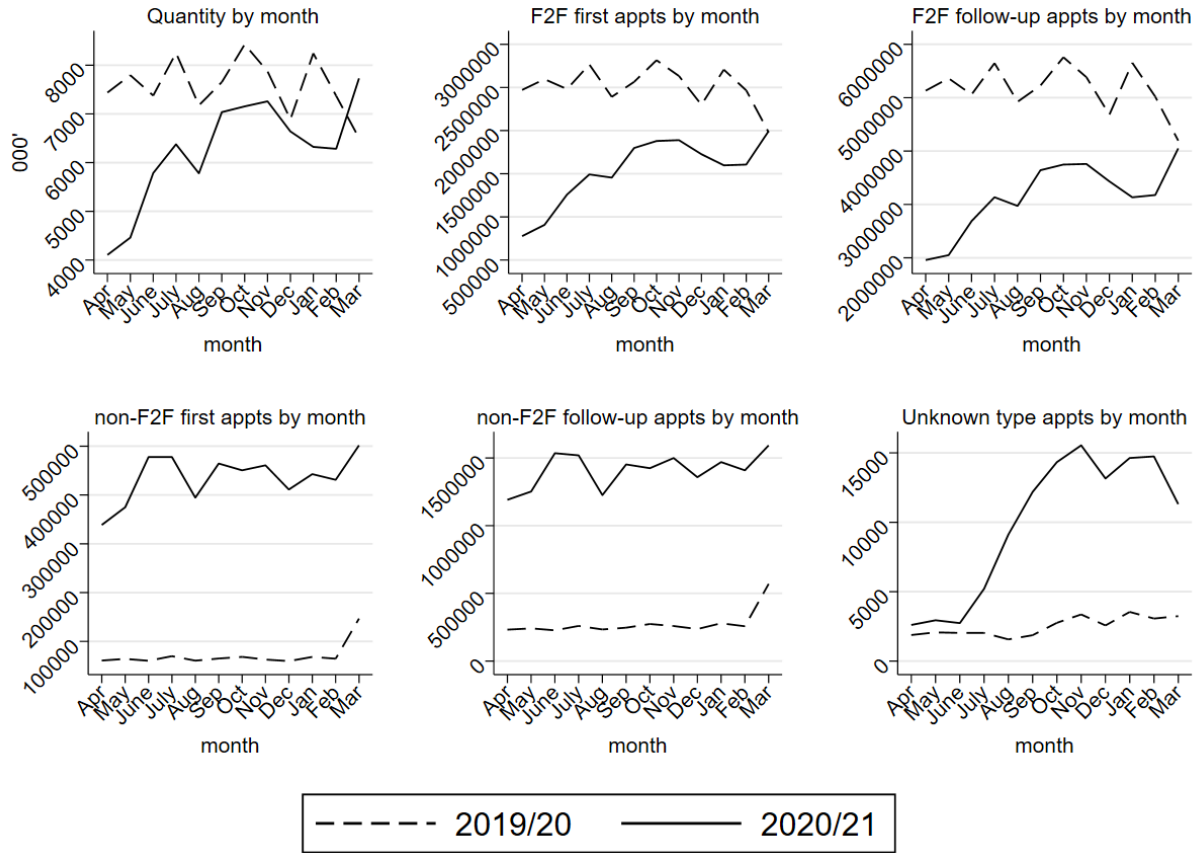 Quantity by month
000'
8000
7000
6000
5000
4000
Apr May June July Aug Sep Oct Nov Dec Jan Feb Mar
month
F2F first appts by month
3000000
2500000
2000000
1500000
1000000
500000
Apr May June July Aug Sep Oct Nov Dec Jan Feb Mar
month
F2F follow-up appts by month
6000000
5000000
4000000
3000000
2000000
Apr May June July Aug Sep Oct Nov Dec Jan Feb Mar
month
non-F2F first appts by month
500000
400000
300000
200000
100000
Apr May June July Aug Sep Oct Nov Dec Jan Feb Mar
month
non-F2F follow-up appts by month
1500000
1000000
500000
0
Apr May June July Aug Sep Oct Nov Dec Jan Feb Mar
month
Unknown type appts by month
15000
10000
5000
0
Apr May June July Aug Sep Oct Nov Dec Jan Feb Mar
month
2019/20
2020/21